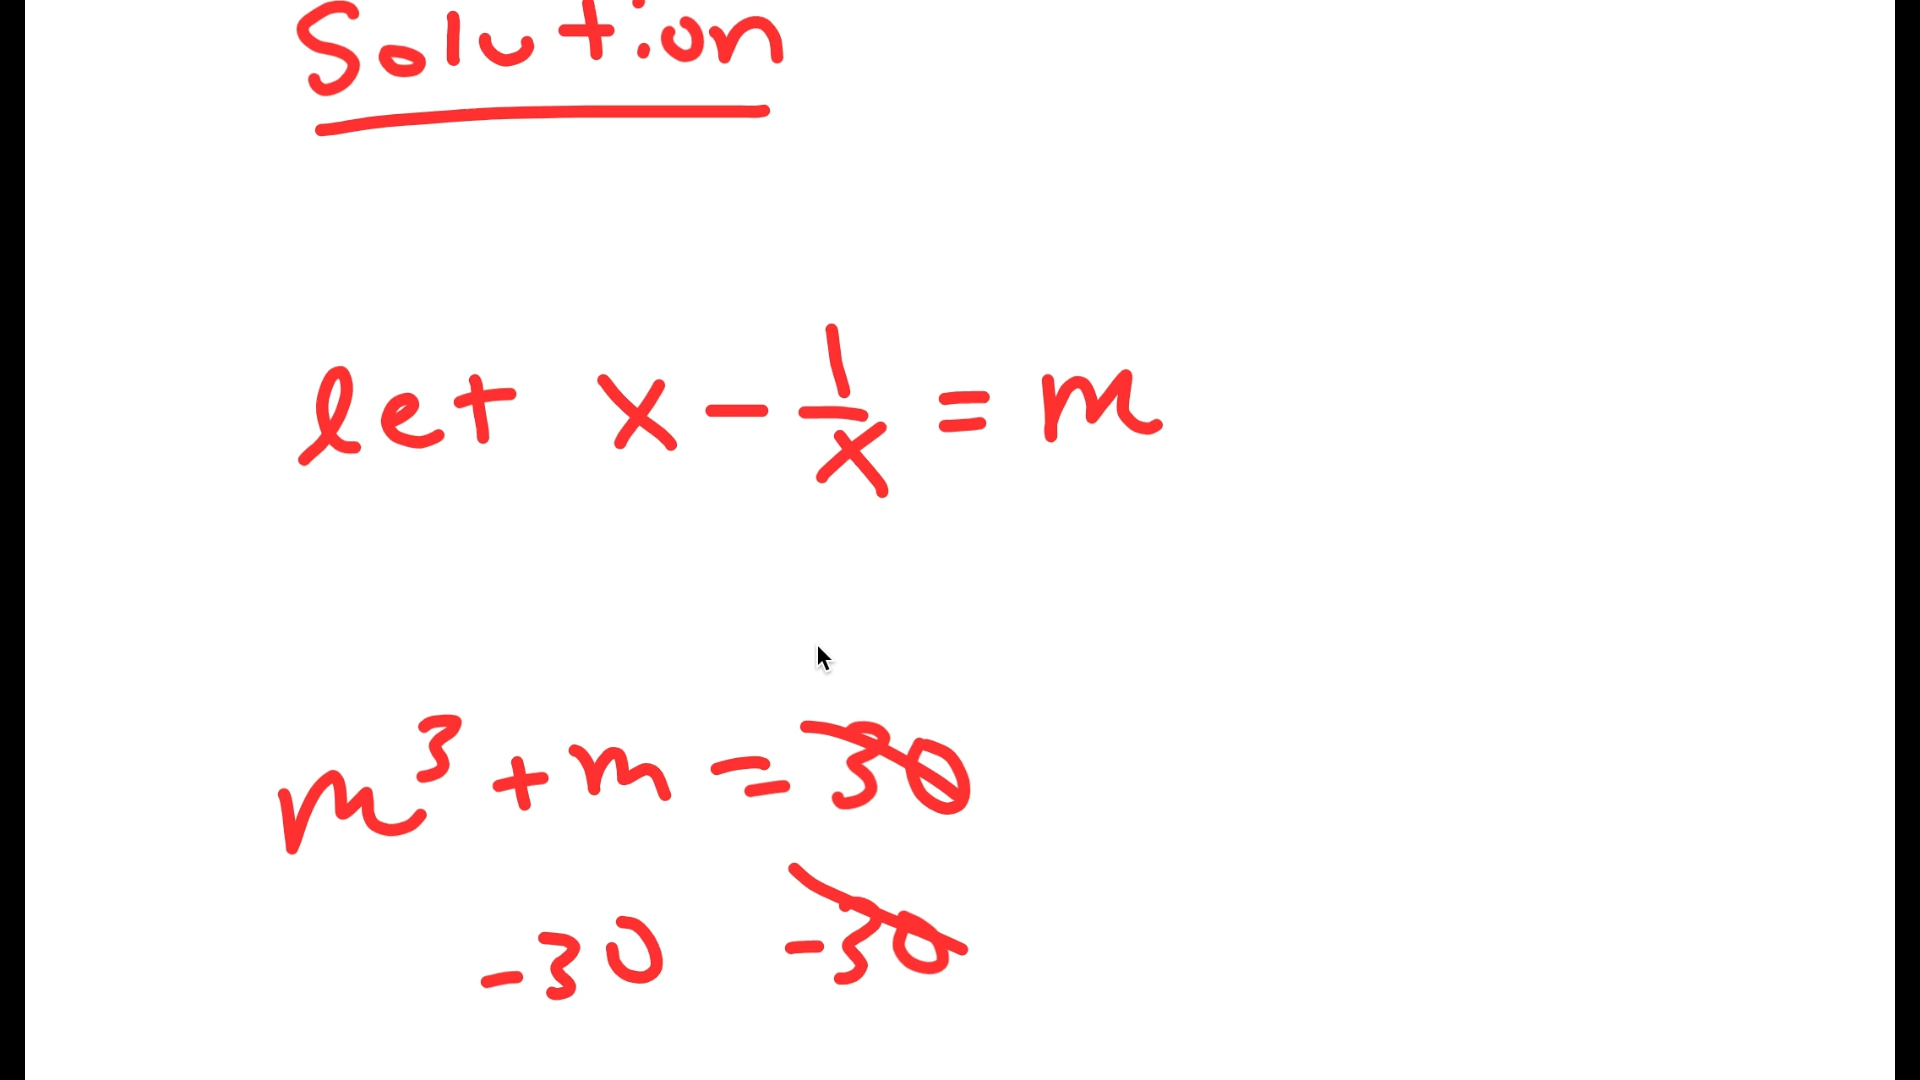 Solution
let x - 1/x = m
m³ + m = 30
-30 -30